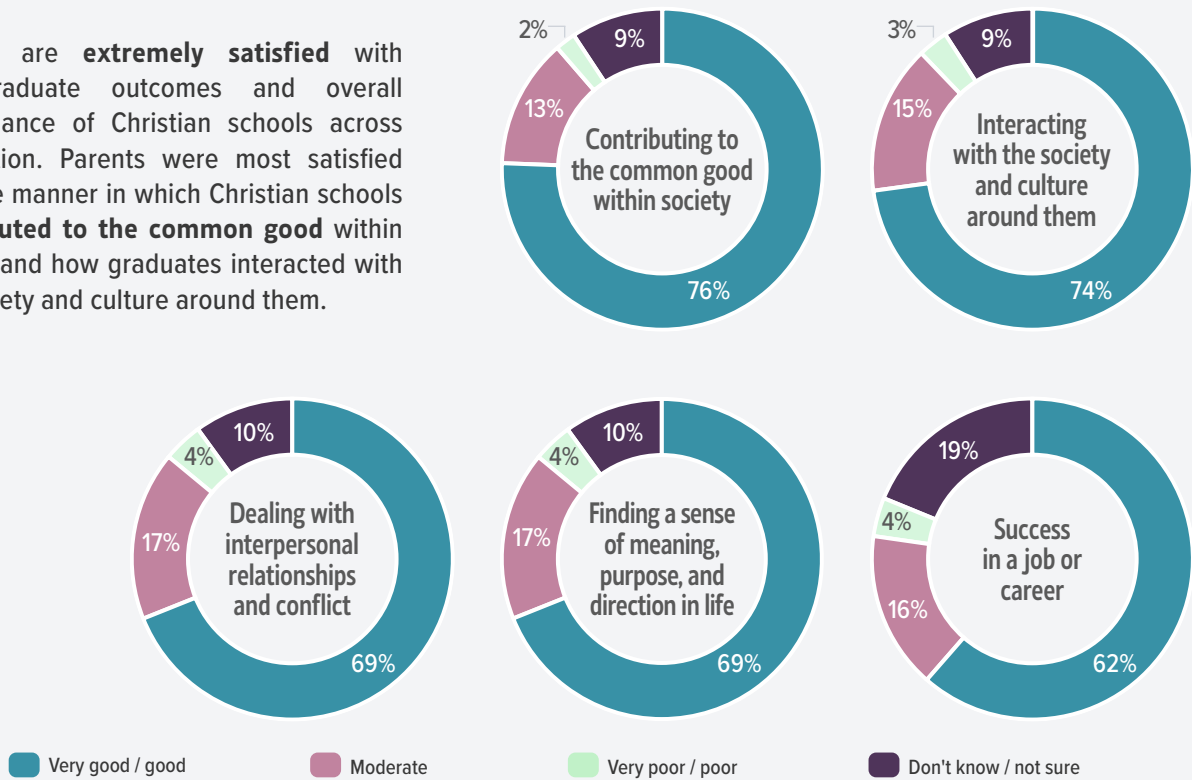 are extremely satisfied with
graduate outcomes and overall
of Christian schools across
Parents were most satisfied
manner in which Christian schools
to the common good within
and how graduates interacted with
and culture around them.
2%
9%
13%
Contributing to
the common good
within society
76%
3%
9%
15%
Interacting
with the society
and culture
around them
74%
10%
4%
17%
Dealing with
interpersonal
relationships
and conflict
69%
10%
4%
17%
Finding a sense
of meaning,
purpose, and
direction in life
69%
19%
4%
16%
Success
in a job or
career
62%
Very good / good
Moderate
Very poor / poor
Don't know / not sure